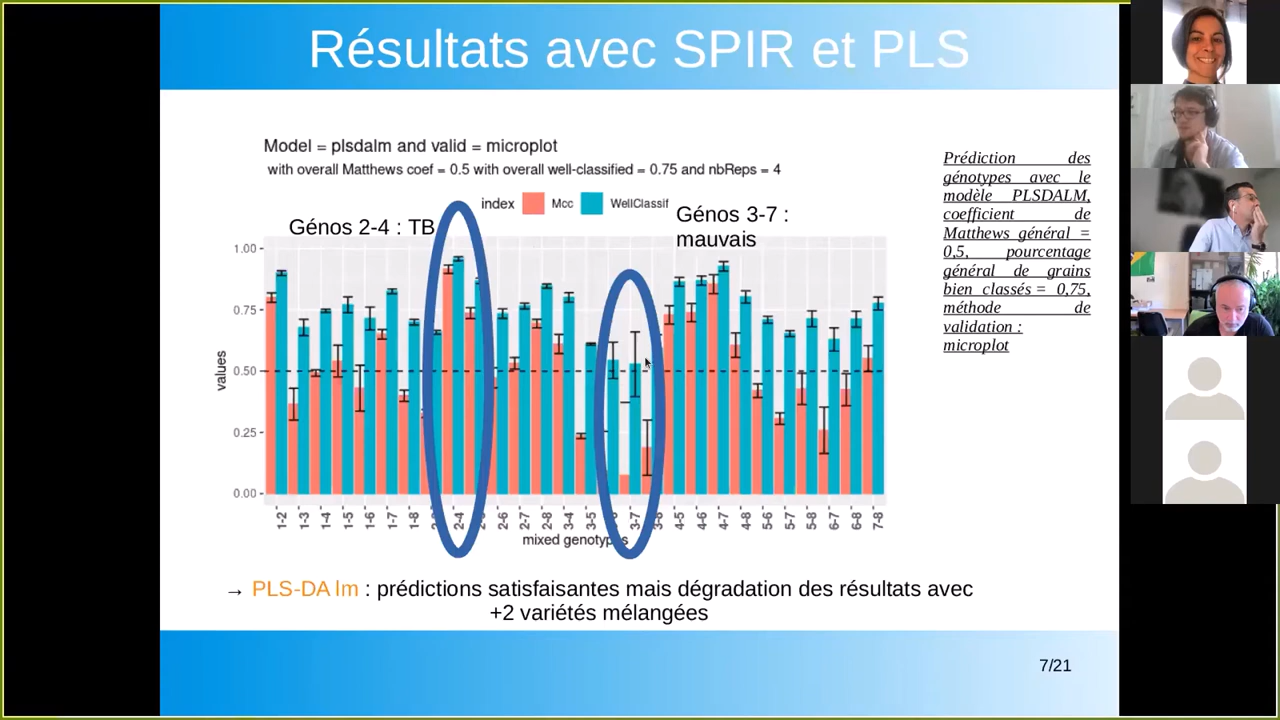 Résultats avec SPIR et PLS
Model = plsdalm and valid = microplot
with overall Matthews coef = 0.5 with overall well-classified = 0.75 and nbReps = 4
index Mcc WellClassif
Génos 2-4 : TB
Génos 3-7 :
mauvais
1.00
0.75
0.50
0.25
0.00
values
1-2 1-3 1-4 1-5 1-6 1-7 1-8 2-4 2-6 2-7 2-8 3-4 3-5 3-7 4-5 4-6 4-7 4-8 5-6 5-7 5-8 6-7 6-8 7-8
mixed genotypes
Prédiction des
génotypes avec le
modèle PLSDALM,
coefficient de
Matthews général =
0,5, pourcentage
général de grains
bien classés = 0,75,
méthode de
validation :
microplot
→ PLS-DA lm : prédictions satisfaisantes mais dégradation des résultats avec
+2 variétés mélangées
7/21